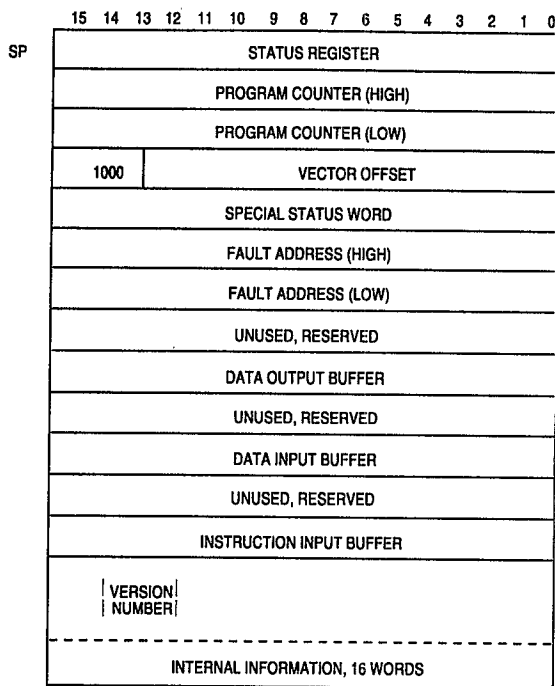 15 14 13 12 11 10 9 8 7 6 5 4 3 2 1 0
SP STATUS REGISTER
PROGRAM COUNTER (HIGH)
PROGRAM COUNTER (LOW)
1000 VECTOR OFFSET
SPECIAL STATUS WORD
FAULT ADDRESS (HIGH)
FAULT ADDRESS (LOW)
UNUSED, RESERVED
DATA OUTPUT BUFFER
UNUSED, RESERVED
DATA INPUT BUFFER
UNUSED, RESERVED
INSTRUCTION INPUT BUFFER
VERSION
NUMBER
INTERNAL INFORMATION, 16 WORDS